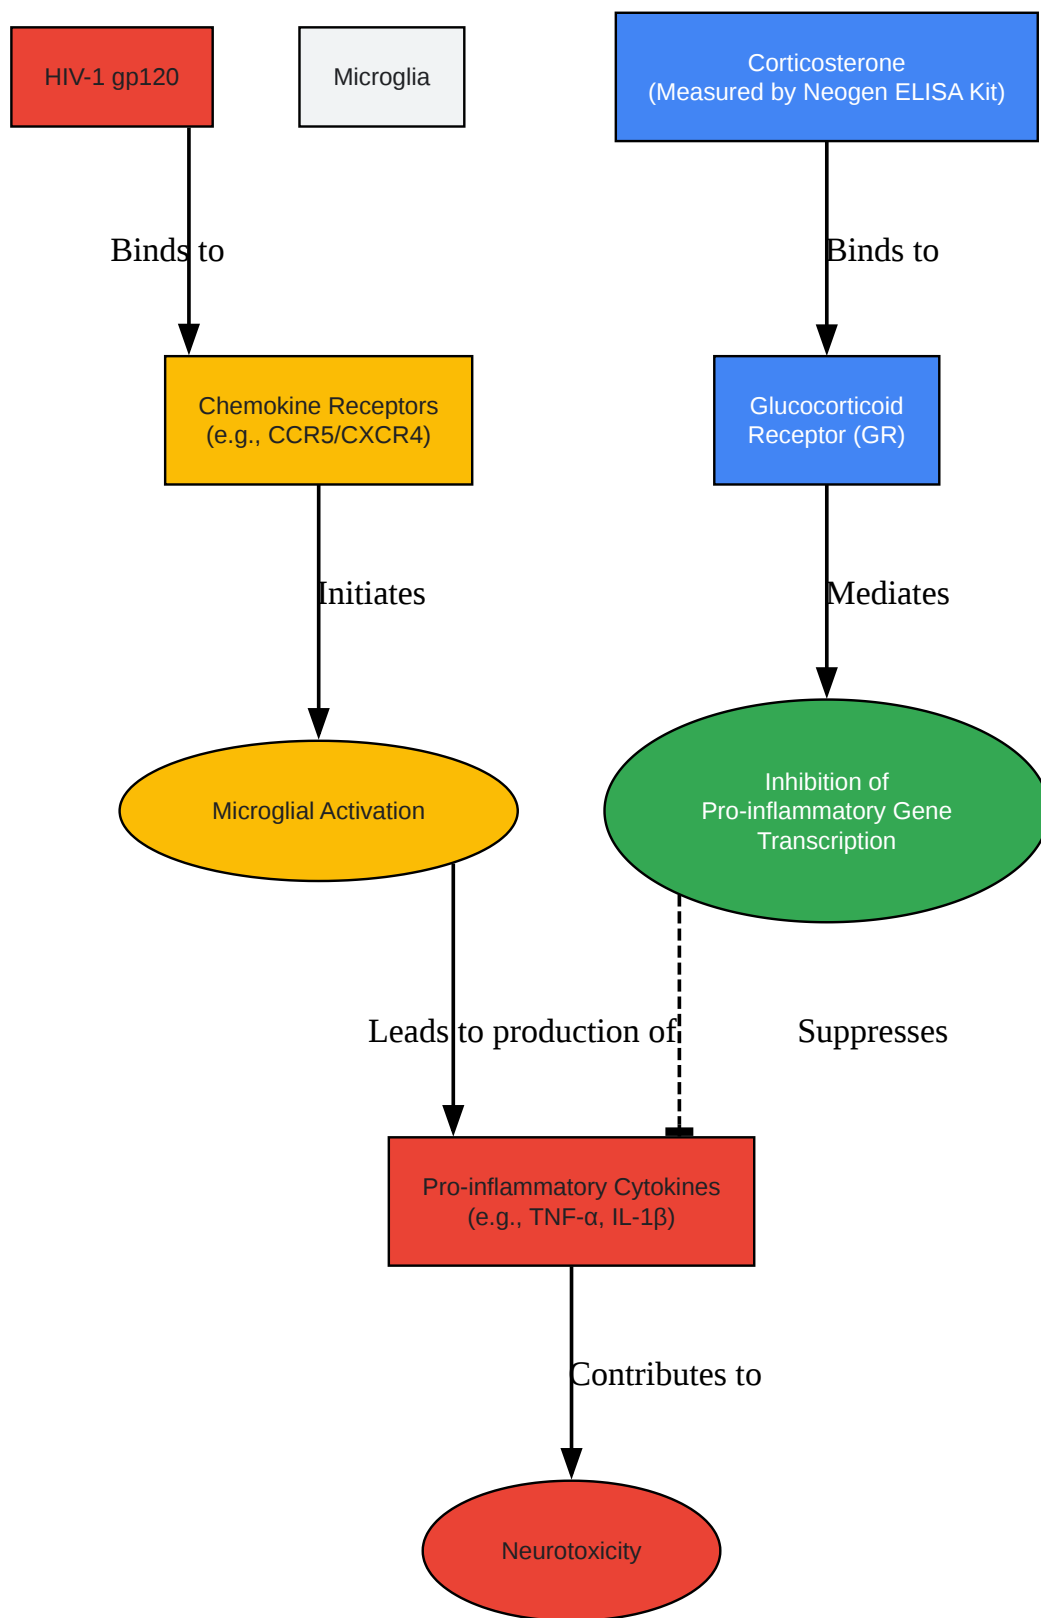 HIV-1 gp120
Microglia
Corticosterone
(Measured by Neogen ELISA Kit)
Binds to
Binds to
Chemokine Receptors
(e.g., CCR5/CXCR4)
Glucocorticoid
Receptor (GR)
Initiates
Mediates
Microglial Activation
Inhibition of
Pro-inflammatory Gene
Transcription
Leads to production of
Suppresses
Pro-inflammatory Cytokines
(e.g., TNF-α, IL-1β)
Contributes to
Neurotoxicity